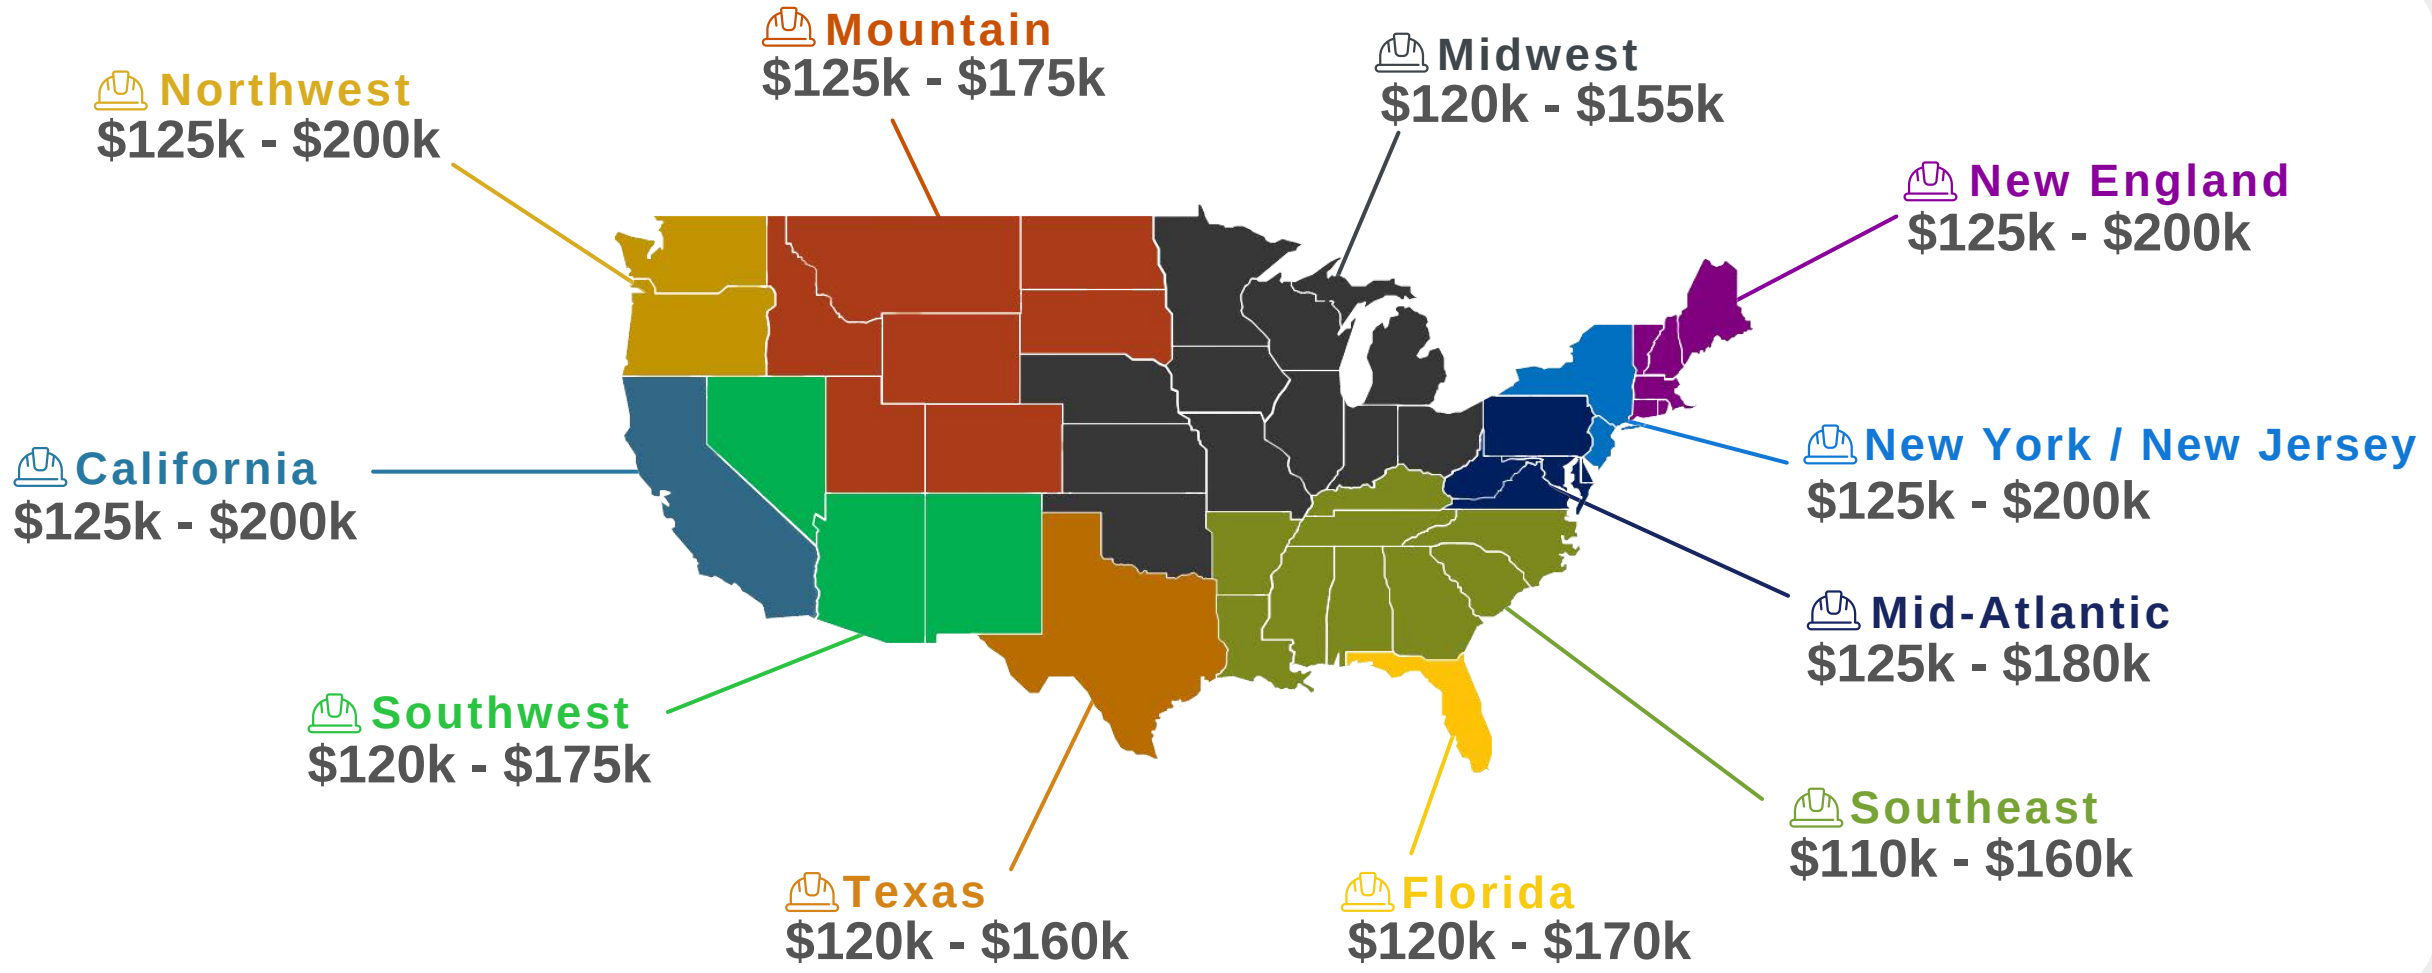 Mountain
$125k - $175k
Midwest
$120k - $155k
Northwest
$125k - $200k
New England
$125k - $200k
California
$125k - $200k
New York / New Jersey
$125k - $200k
Mid-Atlantic
$125k - $180k
Southwest
$120k - $175k
Southeast
$110k - $160k
Texas
$120k - $160k
Florida
$120k - $170k